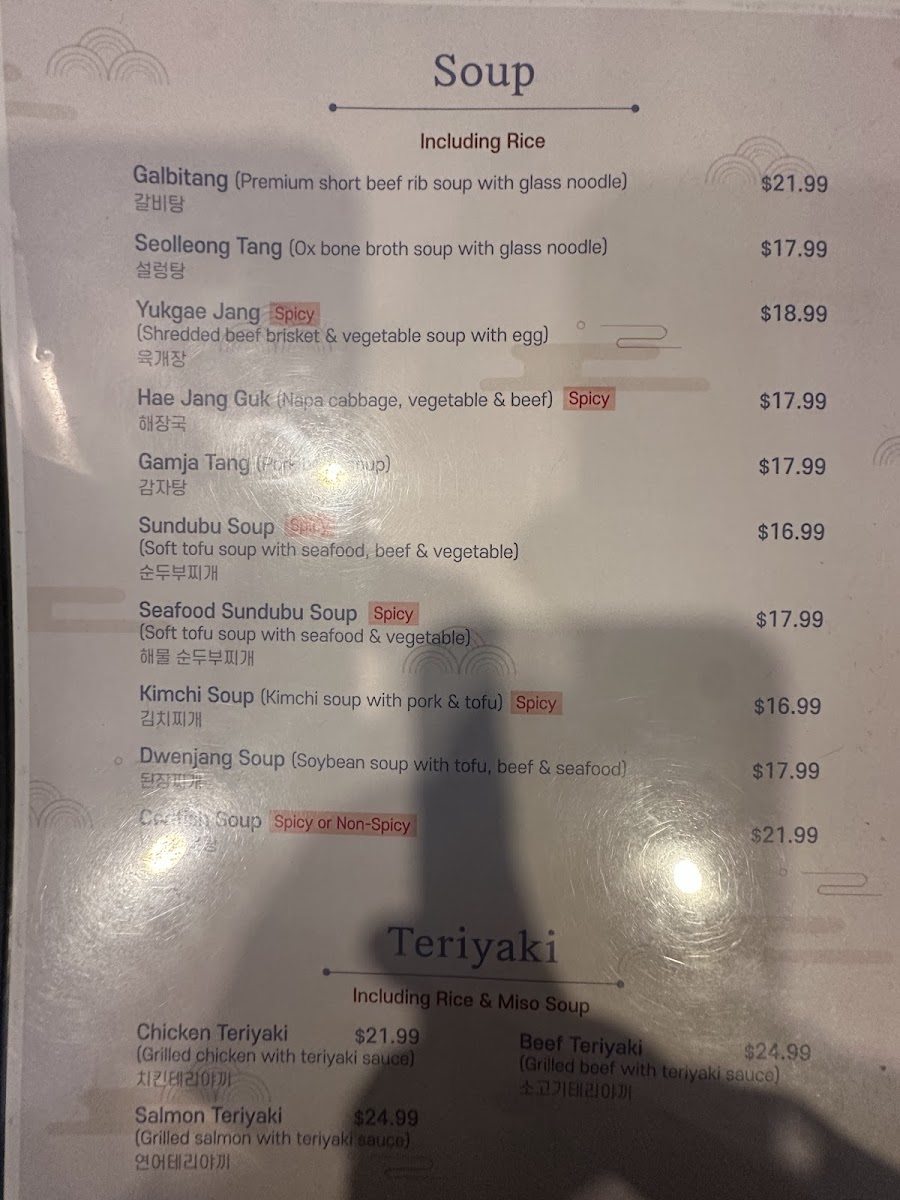 Soup
Including Rice
Galbitang (Premium short beef rib soup with glass noodle) $21.99
갈비탕
Seolleong Tang (Ox bone broth soup with glass noodle) $17.99
설렁탕
Yukgae Jang Spicy $18.99
(Shredded beef brisket & vegetable soup with egg)
육개장
Hae Jang Guk (Napa cabbage, vegetable & beef) Spicy $17.99
해장국
Gamja Tang (Pork soup) $17.99
감자탕
Sundubu Soup Spicy $16.99
(Soft tofu soup with seafood, beef & vegetable)
순두부찌개
Seafood Sundubu Soup Spicy $17.99
(Soft tofu soup with seafood & vegetable)
해물 순두부찌개
Kimchi Soup (Kimchi soup with pork & tofu) Spicy $16.99
김치찌개
Dwenjang Soup (Soybean soup with tofu, beef & seafood) $17.99
된장찌개
Soup Spicy or Non-Spicy $21.99
Teriyaki
Including Rice & Miso Soup
Chicken Teriyaki $21.99
(Grilled chicken with teriyaki sauce)
치킨테리야끼
Beef Teriyaki $24.99
(Grilled beef with teriyaki sauce)
소고기테리야끼
Salmon Teriyaki $24.99
(Grilled salmon with teriyaki sauce)
연어테리야끼